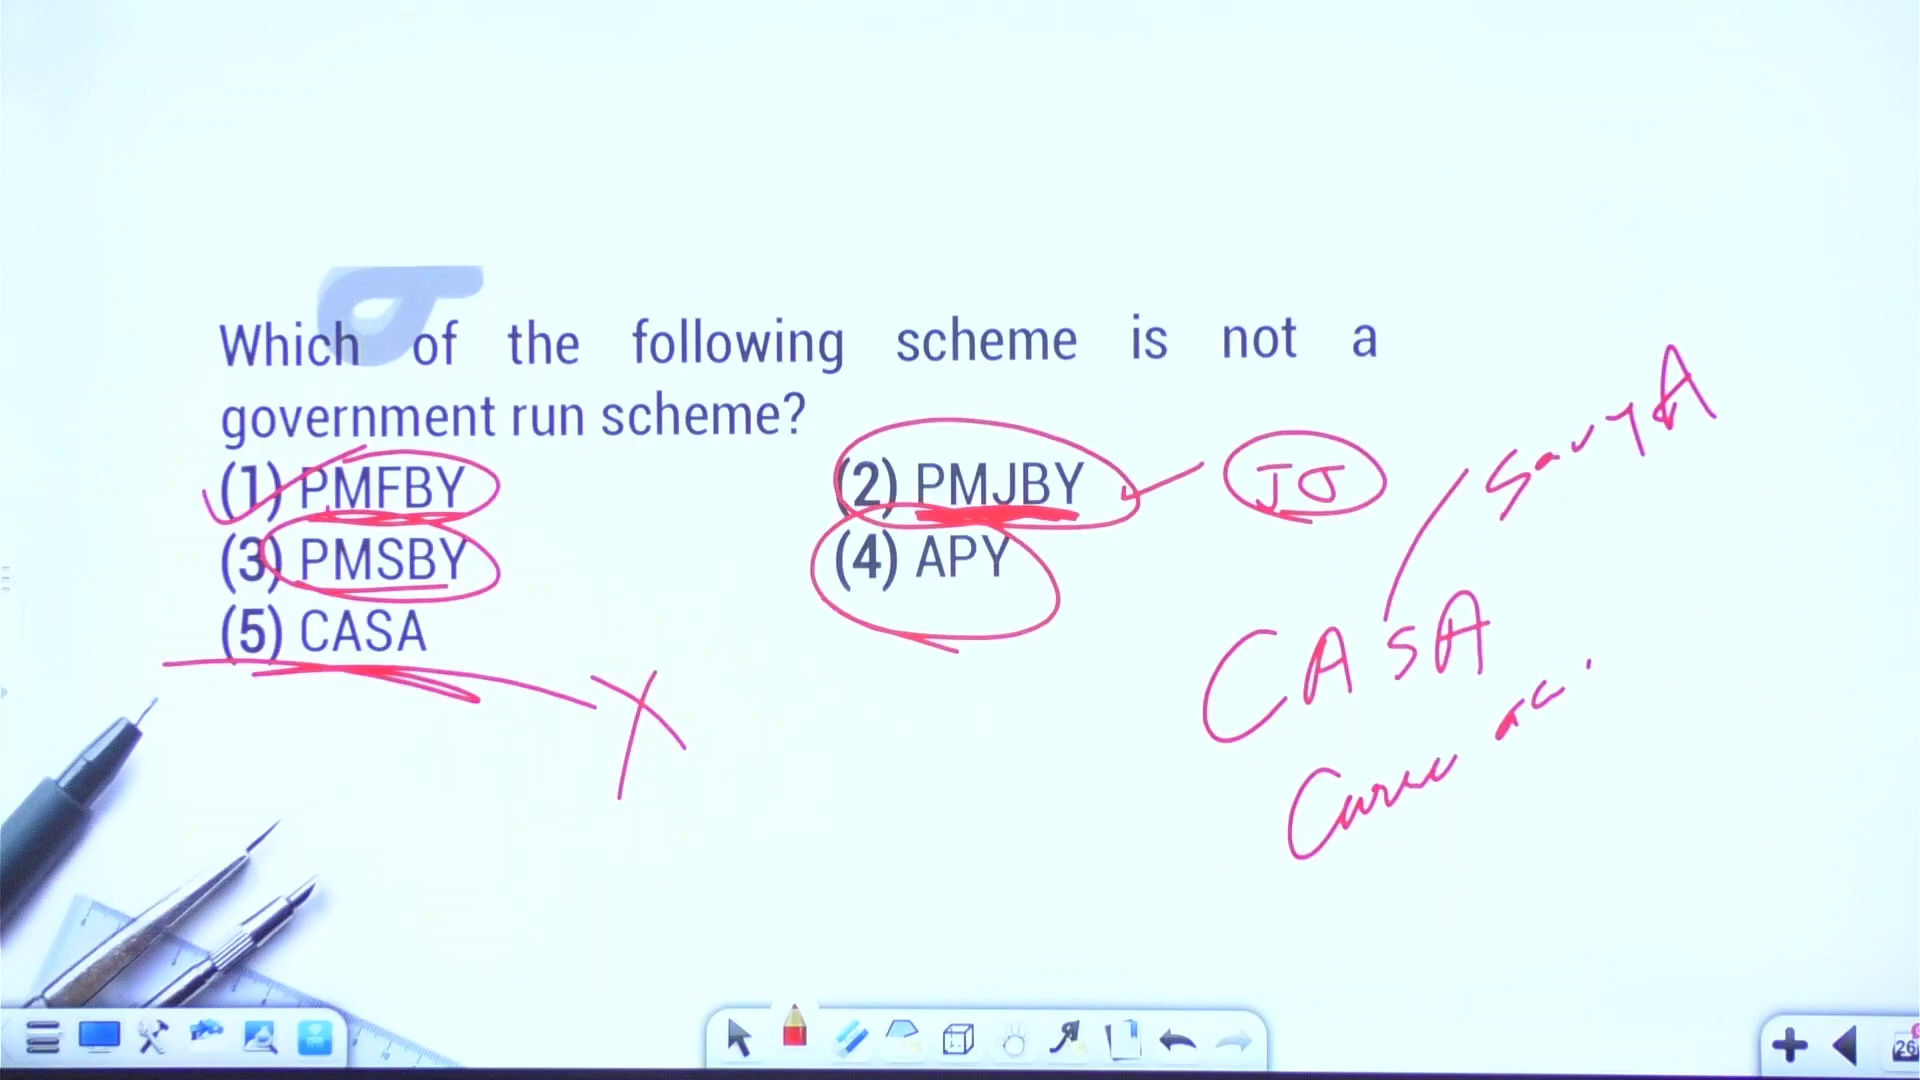 Which of the following scheme is not a
government run scheme?
(1) PMFBY (2) PMJBY
(3) PMSBY (4) APY
(5) CASA
CASA
26